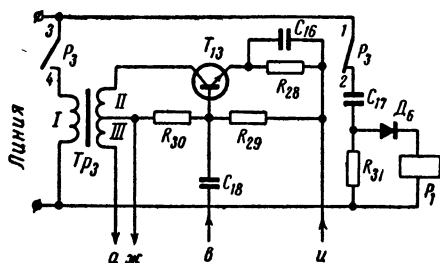 3
P₃
4
Линия
I
II
III
Тр₃
T₁₃
C₁₆
R₂₈
R₃₀
R₂₉
C₁₈
1
P₃
2
C₁₇
Д₆
R₃₁
P₁
а ж в и